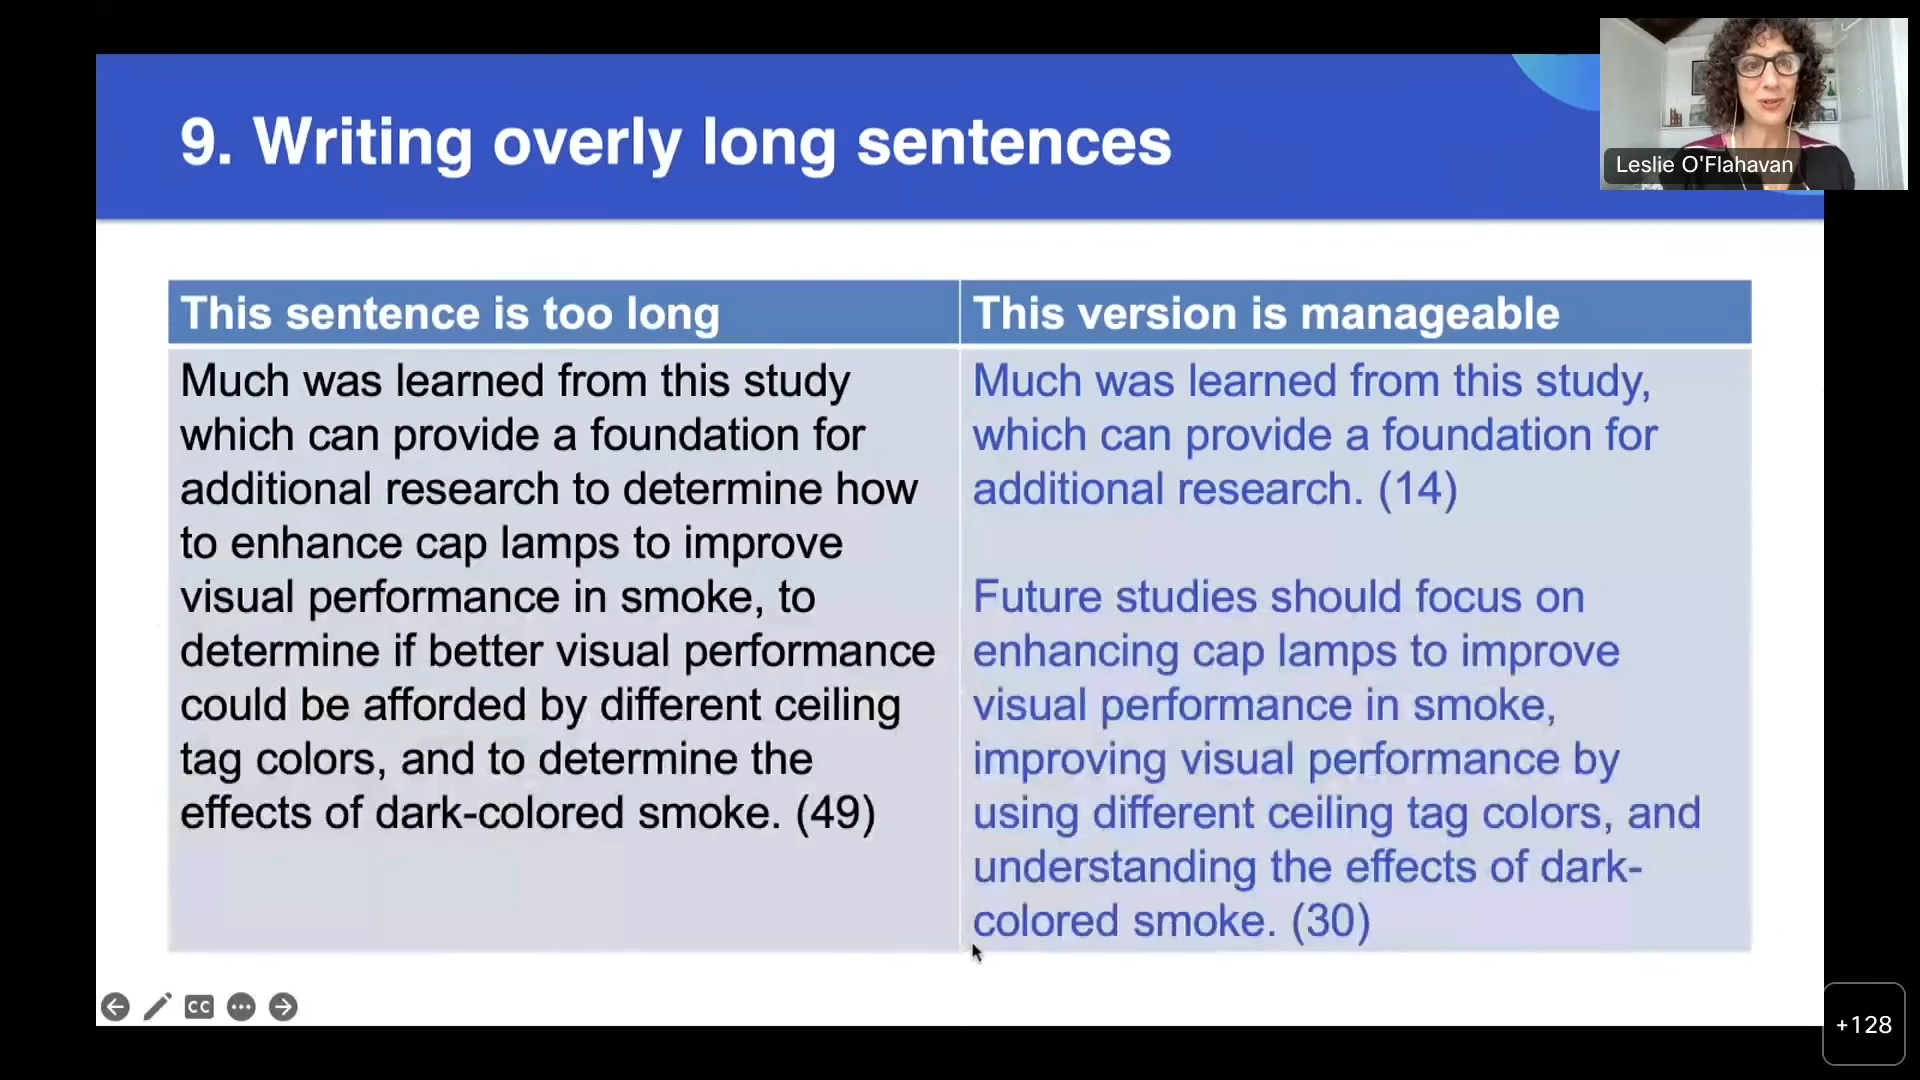 9. Writing overly long sentences
Leslie O'Flahavan
This sentence is too long
Much was learned from this study
which can provide a foundation for
additional research to determine how
to enhance cap lamps to improve
visual performance in smoke, to
determine if better visual performance
could be afforded by different ceiling
tag colors, and to determine the
effects of dark-colored smoke. (49)
This version is manageable
Much was learned from this study,
which can provide a foundation for
additional research. (14)
Future studies should focus on
enhancing cap lamps to improve
visual performance in smoke,
improving visual performance by
using different ceiling tag colors, and
understanding the effects of dark-
colored smoke. (30)
CC
+128